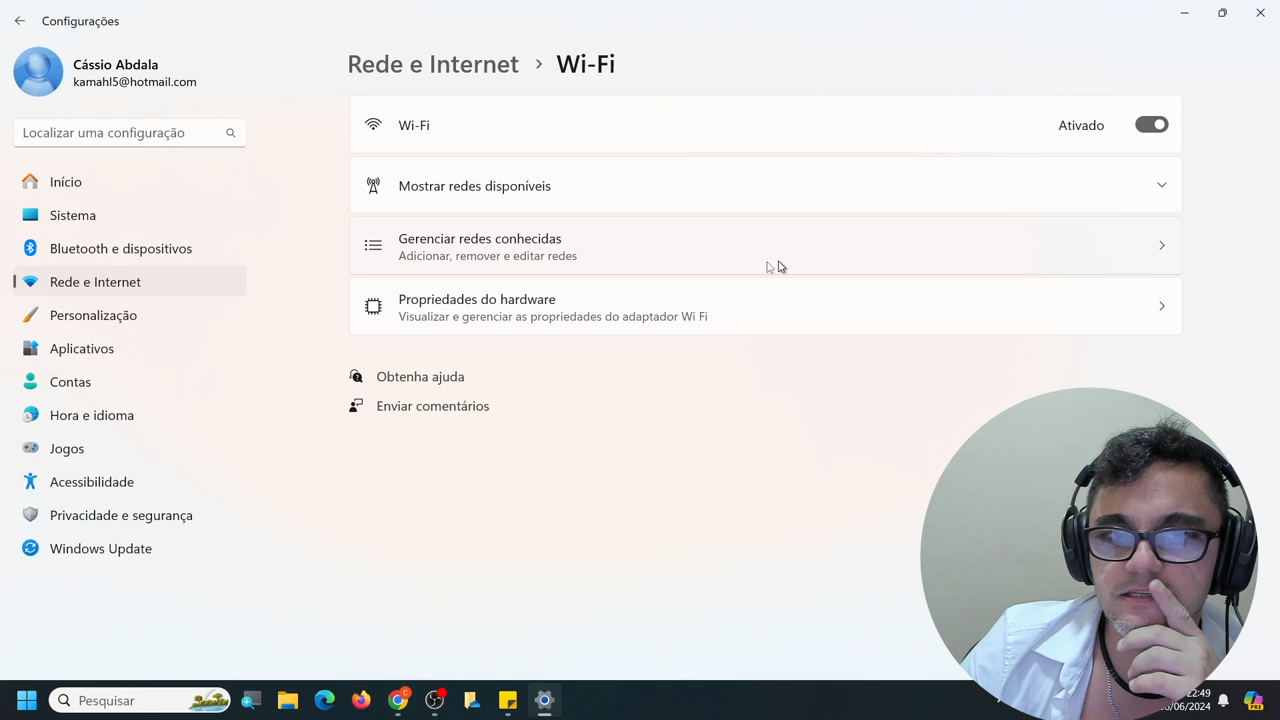 Configurações
Cássio Abdala
kamahl5@hotmail.com
Localizar uma configuração
Início
Sistema
Bluetooth e dispositivos
Rede e Internet
Personalização
Aplicativos
Contas
Hora e idioma
Jogos
Acessibilidade
Privacidade e segurança
Windows Update
Rede e Internet > Wi-Fi
Wi-Fi
Ativado
Mostrar redes disponíveis
Gerenciar redes conhecidas
Adicionar, remover e editar redes
Propriedades do hardware
Visualizar e gerenciar as propriedades do adaptador Wi Fi
Obtenha ajuda
Enviar comentários
Pesquisar
22:49
/06/2024